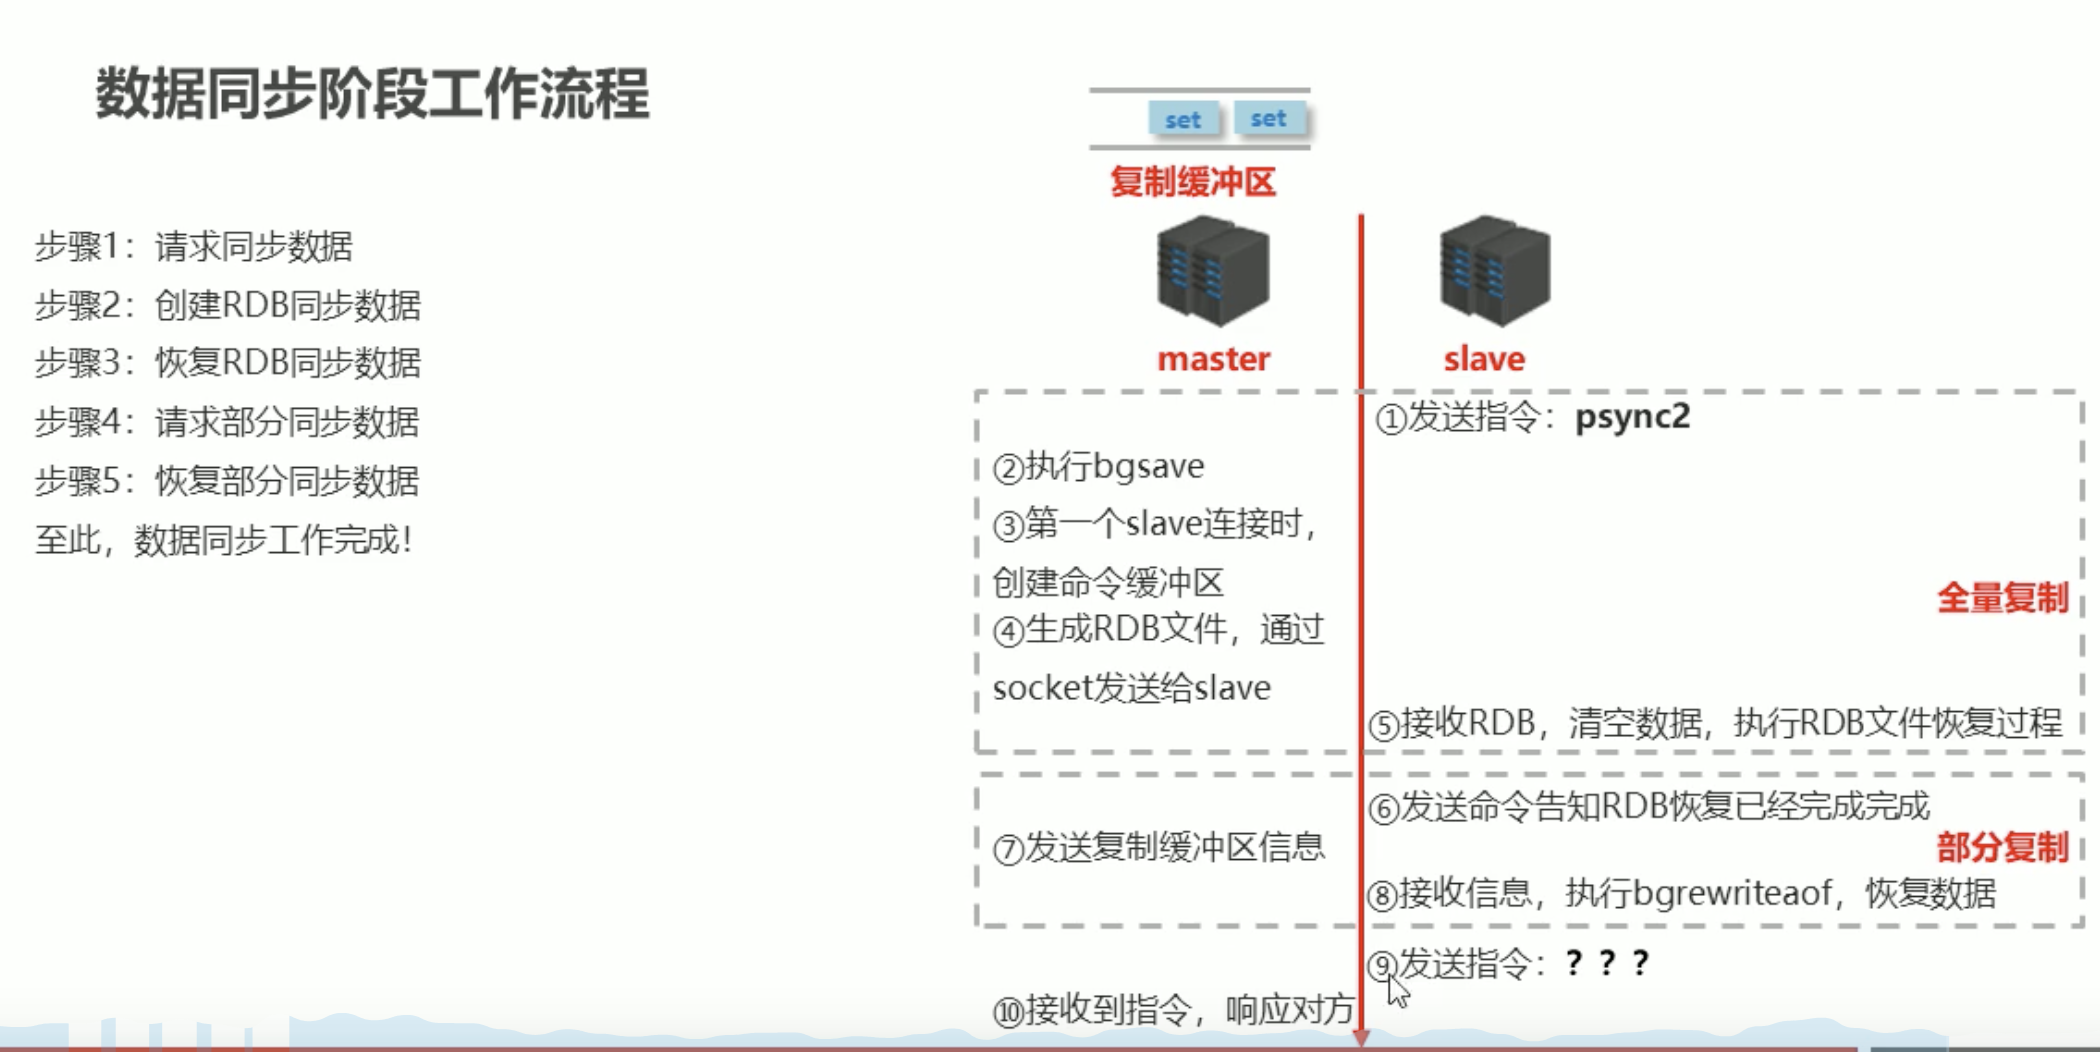 数据同步阶段工作流程
步骤1：请求同步数据
步骤2：创建RDB同步数据
步骤3：恢复RDB同步数据
步骤4：请求部分同步数据
步骤5：恢复部分同步数据
至此，数据同步工作完成！
set set
复制缓冲区
master slave
①发送指令：psync2
②执行bgsave
③第一个slave连接时，
创建命令缓冲区
全量复制
④生成RDB文件，通过
socket发送给slave
⑤接收RDB，清空数据，执行RDB文件恢复过程
⑥发送命令告知RDB恢复已经完成完成
⑦发送复制缓冲区信息
部分复制
⑧接收信息，执行bgrewriteaof，恢复数据
⑨发送指令：？？？
⑩接收到指令，响应对方